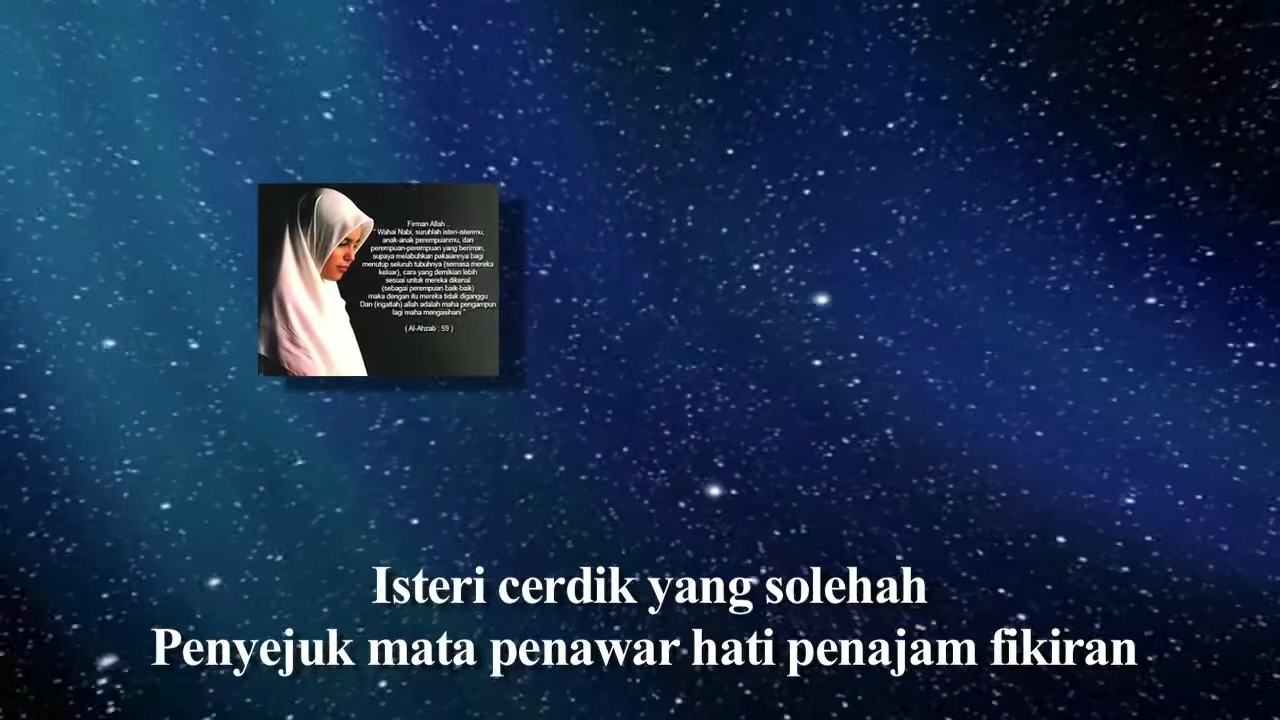 Firman Allah ..
" Wahai Nabi, suruhlah isteri-isterimu,
anak-anak perempuanmu, dan
perempuan-perempuan yang beriman,
supaya melabuhkan pakaiannya bagi
menutup seluruh tubuhnya (semasa mereka
keluar), cara yang demikian lebih
sesuai untuk mereka dikenal
(sebagai perempuan baik-baik)
maka dengan itu mereka tidak diganggu.
Dan (ingatlah) allah adalah maha pengampun
lagi maha mengasihani "
( Al-Ahzab : 59 )
Isteri cerdik yang solehah
Penyejuk mata penawar hati penajam fikiran